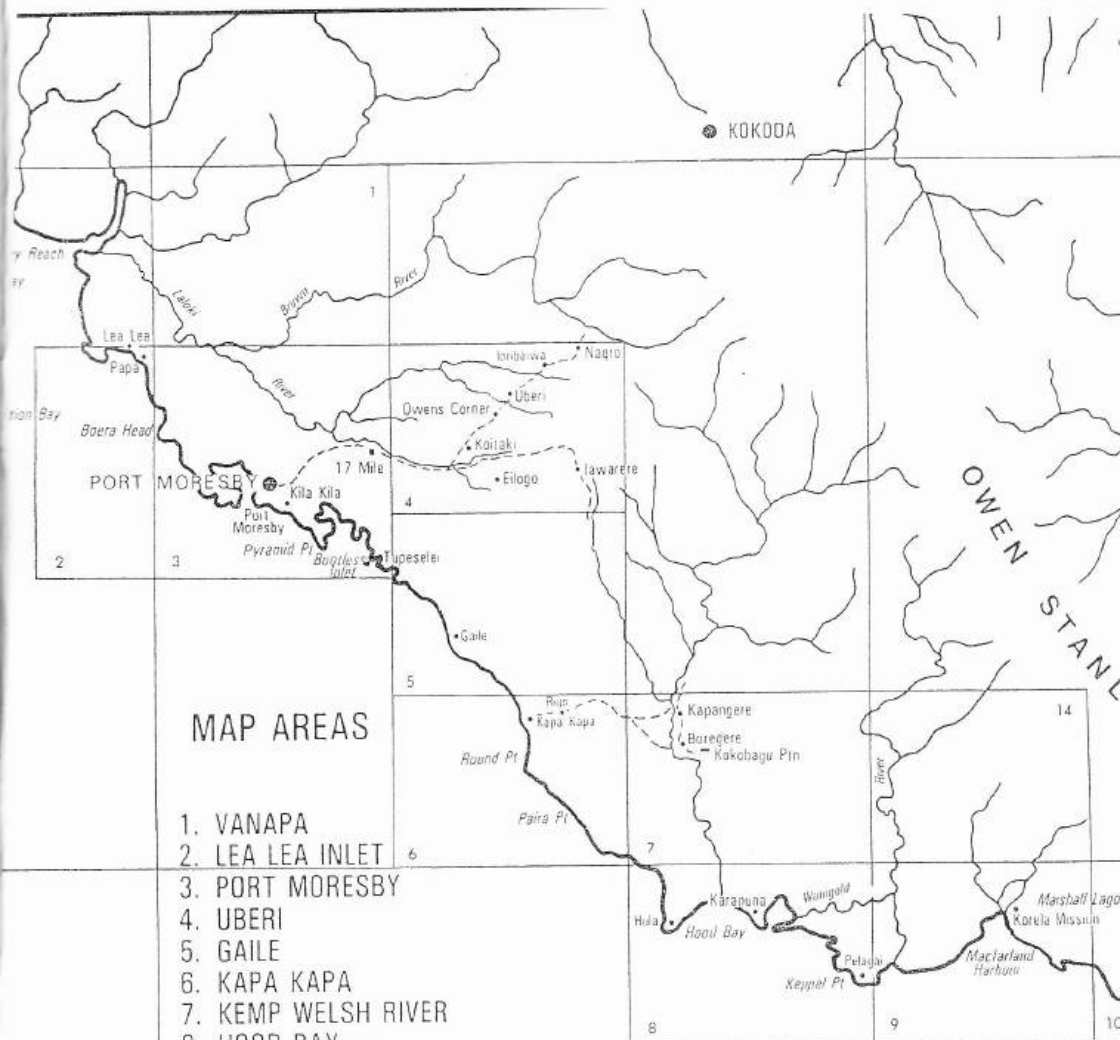 KOKODA
1
Reach
Laloki
Brown
River
Lea Lea
Papa
River
Ioribaiwa
Nauro
Uberi
Owens Corner
Boera Head
Koitaki
17 Mile
Eilogo
Iawarere
PORT MORESBY
Kila Kila
Port
Moresby
4
Pyramid Pt
Bootless
Inlet
Tupeselei
2
3
OWEN STANL
Gaile
5
Rigo
Kapa Kapa
Kapangere
14
Boregere
Kokobagu Ptn
Round Pt
River
Paira Pt
MAP AREAS
1. VANAPA
2. LEA LEA INLET
3. PORT MORESBY
4. UBERI
5. GAILE
6. KAPA KAPA
7. KEMP WELSH RIVER
6
7
Karapuna
Hula
Hood Bay
Marshall Lago
Korela Mission
Pelagai
Macfarland
Harbour
Keppel Pt
8
9
10